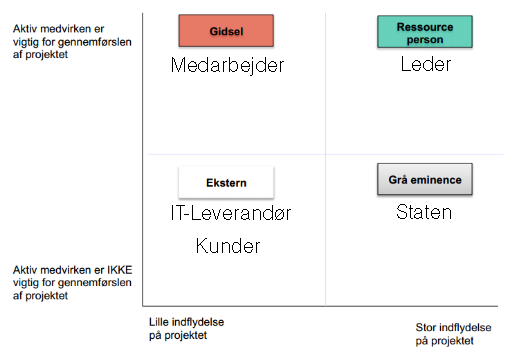 Aktiv medvirken er
vigtig for gennemførslen
af projektet
Gidsel
Medarbejder
Ressource
person
Leder
Ekstern
IT-Leverandør
Kunder
Grå eminence
Staten
Aktiv medvirken er IKKE
vigtig for gennemførslen
af projektet
Lille indflydelse
på projektet
Stor indflydelse
på projektet